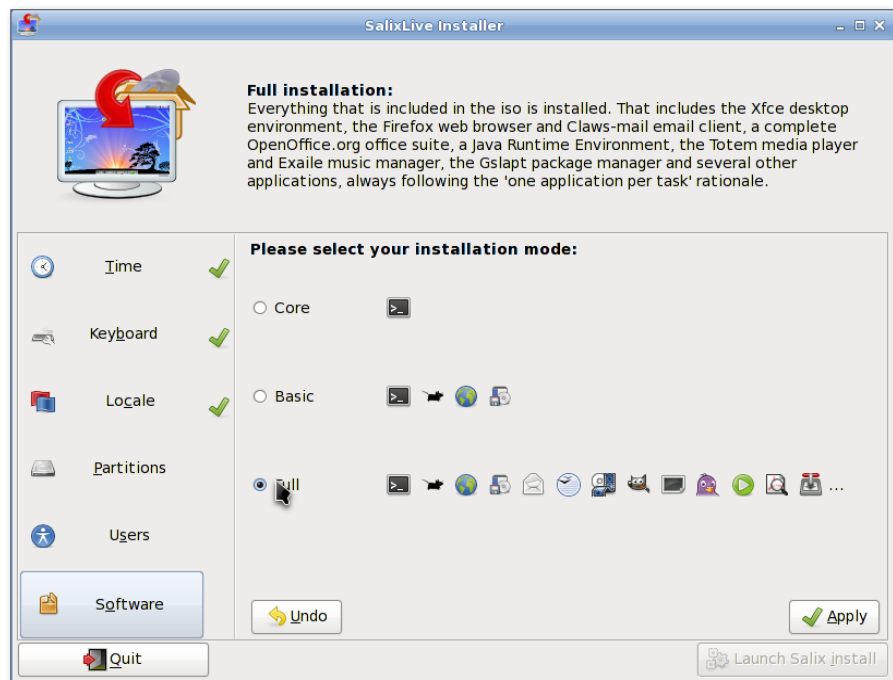 SalixLive Installer
Full installation:
Everything that is included in the iso is installed. That includes the Xfce desktop
environment, the Firefox web browser and Claws-mail email client, a complete
OpenOffice.org office suite, a Java Runtime Environment, the Totem media player
and Exaile music manager, the Gslapt package manager and several other
applications, always following the 'one application per task' rationale.
Time
Keyboard
Locale
Partitions
Users
Software
Please select your installation mode:
Core
Basic
Full
...
Undo
Apply
Quit
Launch Salix install